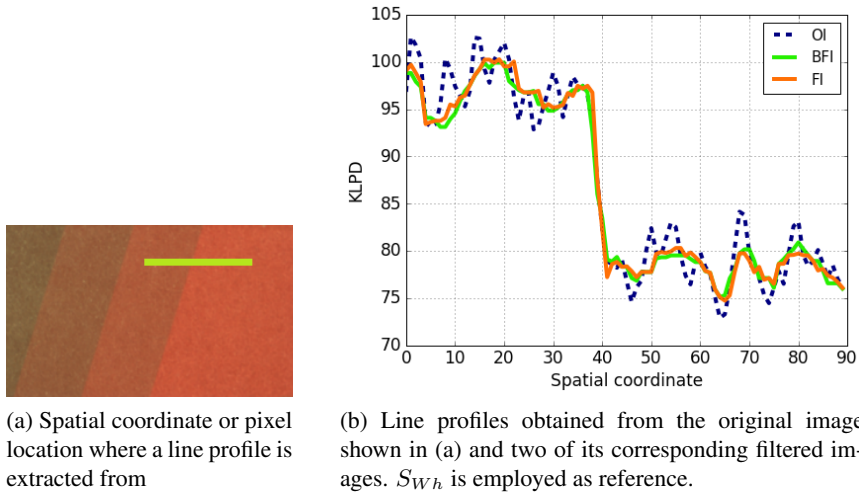 105
100
95
90
85
80
75
70
KLPD
0 10 20 30 40 50 60 70 80 90
Spatial coordinate
OI
BFI
FI
(a) Spatial coordinate or pixel
location where a line profile is
extracted from
(b) Line profiles obtained from the original image
shown in (a) and two of its corresponding filtered im-
ages. S_{Wh} is employed as reference.